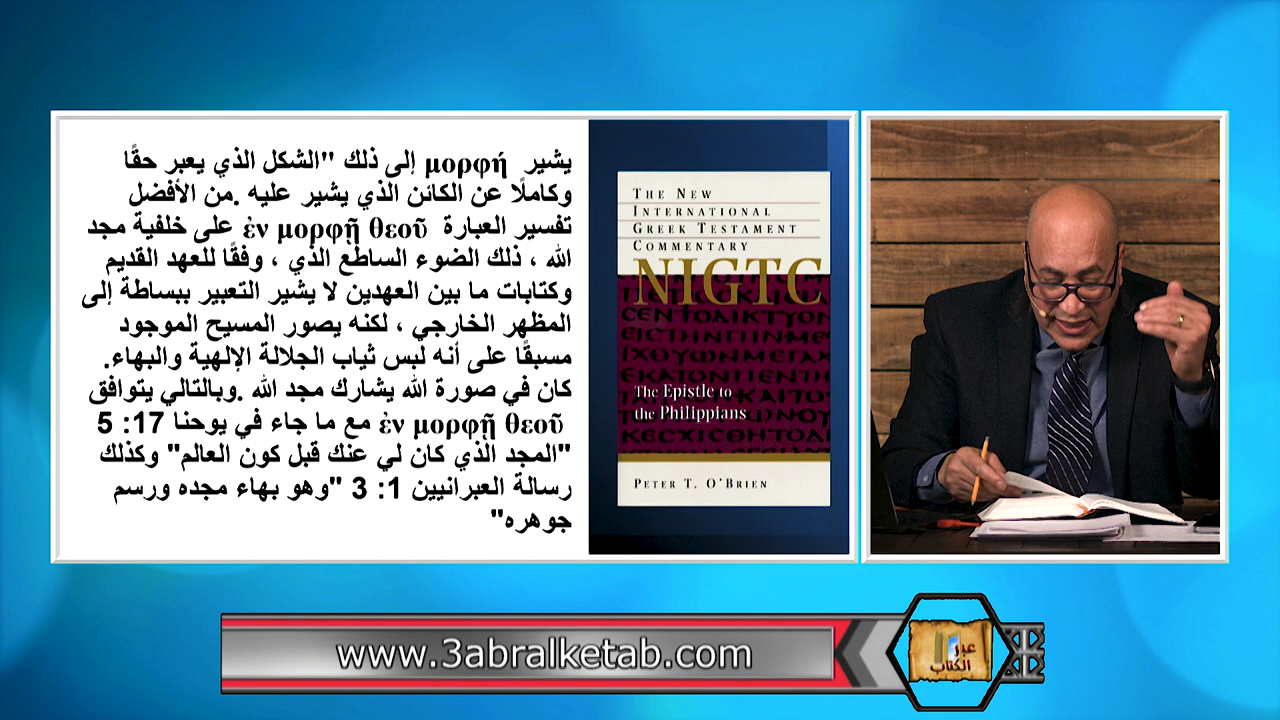 يشير μορφή إلى ذلك "الشكل الذي يعبر حقًا
وكاملًا عن الكائن الذي يشير عليه .من الأفضل
تفسير العبارة ἐν μορφῇ θεοῦ على خلفية مجد
الله ، ذلك الضوء الساطع الذي ، وفقًا للعهد القديم
وكتابات ما بين العهدين لا يشير التعبير ببساطة إلى
المظهر الخارجي ، لكنه يصور المسيح الموجود
مسبقًا على أنه لبس ثياب الجلالة الإلهية والبهاء.
كان في صورة الله يشارك مجد الله .وبالتالي يتوافق
ἐν μορφῇ θεοῦ مع ما جاء في يوحنا 17: 5
"المجد الذي كان لي عنك قبل كون العالم" وكذلك
رسالة العبرانيين 1: 3 "وهو بهاء مجده ورسم
جوهره"
THE NEW
INTERNATIONAL
GREEK TESTAMENT
COMMENTARY
NIGTC
The Epistle to
the Philippians
PETER T. O'BRIEN
www.3abralketab.com
عبر
الكتاب